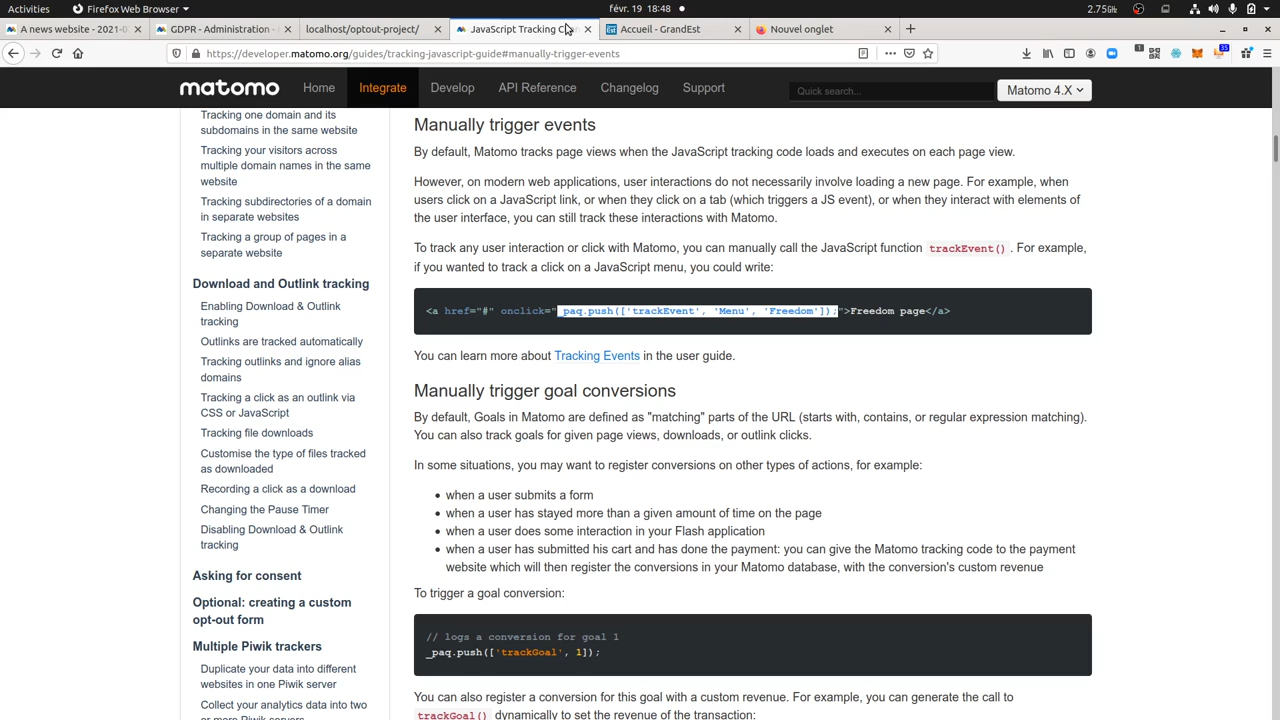 Activities
Firefox Web Browser
févr. 19 18:48
2.75kiB
A news website - 2021-0
GDPR - Administration -
localhost/optout-project/
JavaScript Tracking C
Accueil - GrandEst
Nouvel onglet
https://developer.matomo.org/guides/tracking-javascript-guide#manually-trigger-events
1
35
matomo
Home
Integrate
Develop
API Reference
Changelog
Support
Quick search...
Matomo 4.X
Tracking one domain and its
subdomains in the same website
Tracking your visitors across
multiple domain names in the same
website
Tracking subdirectories of a domain
in separate websites
Tracking a group of pages in a
separate website
Download and Outlink tracking
Enabling Download & Outlink
tracking
Outlinks are tracked automatically
Tracking outlinks and ignore alias
domains
Tracking a click as an outlink via
CSS or JavaScript
Tracking file downloads
Customise the type of files tracked
as downloaded
Recording a click as a download
Changing the Pause Timer
Disabling Download & Outlink
tracking
Asking for consent
Optional: creating a custom
opt-out form
Multiple Piwik trackers
Duplicate your data into different
websites in one Piwik server
Collect your analytics data into two
or more Piwik servers
Manually trigger events
By default, Matomo tracks page views when the JavaScript tracking code loads and executes on each page view.
However, on modern web applications, user interactions do not necessarily involve loading a new page. For example, when
users click on a JavaScript link, or when they click on a tab (which triggers a JS event), or when they interact with elements of
the user interface, you can still track these interactions with Matomo.
To track any user interaction or click with Matomo, you can manually call the JavaScript function trackEvent() . For example,
if you wanted to track a click on a JavaScript menu, you could write:
<a href="#" onclick="_paq.push(['trackEvent', 'Menu', 'Freedom']);">Freedom page</a>
You can learn more about Tracking Events in the user guide.
Manually trigger goal conversions
By default, Goals in Matomo are defined as "matching" parts of the URL (starts with, contains, or regular expression matching).
You can also track goals for given page views, downloads, or outlink clicks.
In some situations, you may want to register conversions on other types of actions, for example:
• when a user submits a form
• when a user has stayed more than a given amount of time on the page
• when a user does some interaction in your Flash application
• when a user has submitted his cart and has done the payment: you can give the Matomo tracking code to the payment
website which will then register the conversions in your Matomo database, with the conversion's custom revenue
To trigger a goal conversion:
// logs a conversion for goal 1
_paq.push(['trackGoal', 1]);
You can also register a conversion for this goal with a custom revenue. For example, you can generate the call to
trackGoal() dynamically to set the revenue of the transaction: